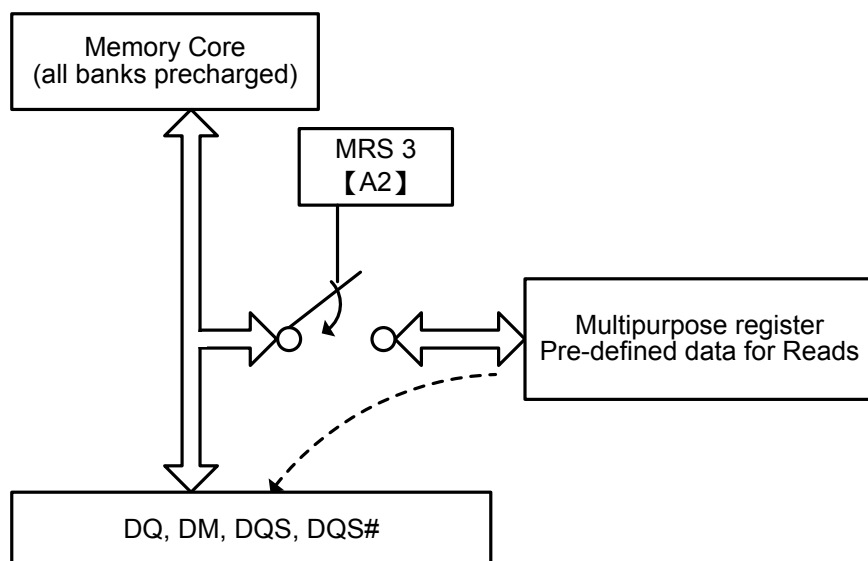 Memory Core
(all banks precharged)
MRS 3
【A2】
Multipurpose register
Pre-defined data for Reads
DQ, DM, DQS, DQS#